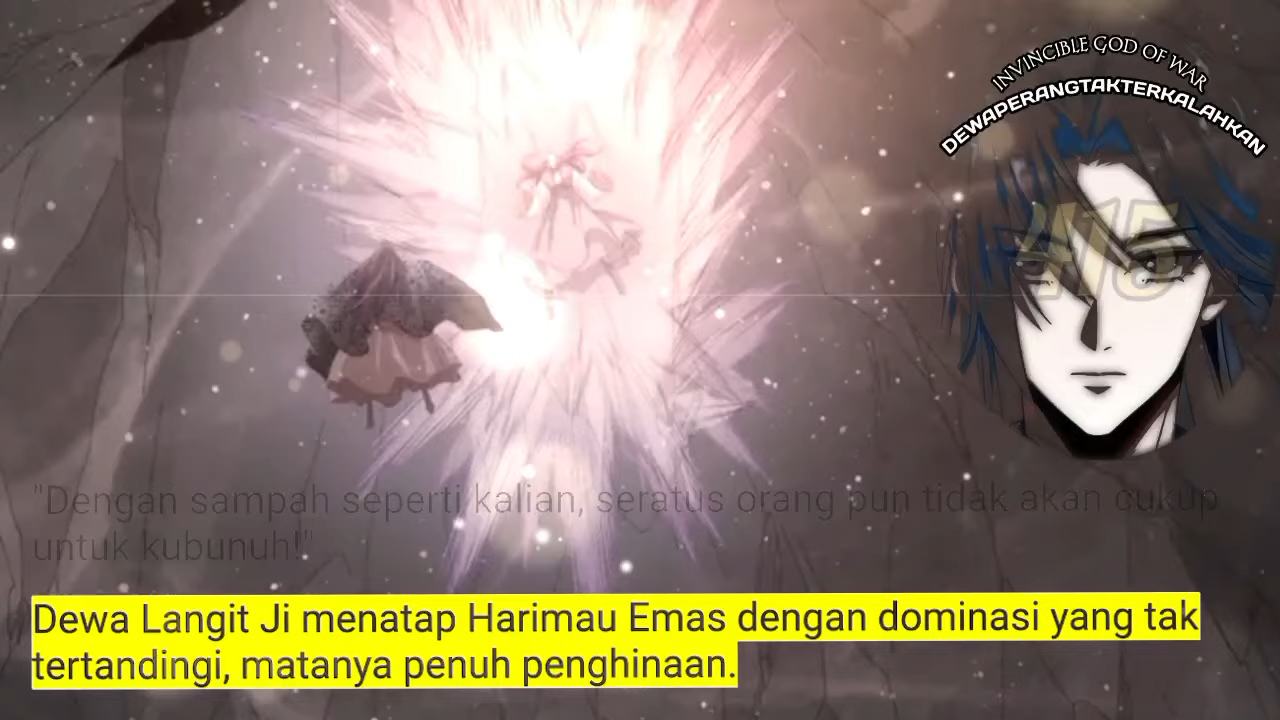 INVINCIBLE GOD OF WAR
DEWAPERANGTAKTERKALAHKAN
415
"Dengan sampah seperti kalian, seratus orang pun tidak akan cukup
untuk kubunuh!"
Dewa Langit Ji menatap Harimau Emas dengan dominasi yang tak
tertandingi, matanya penuh penghinaan.